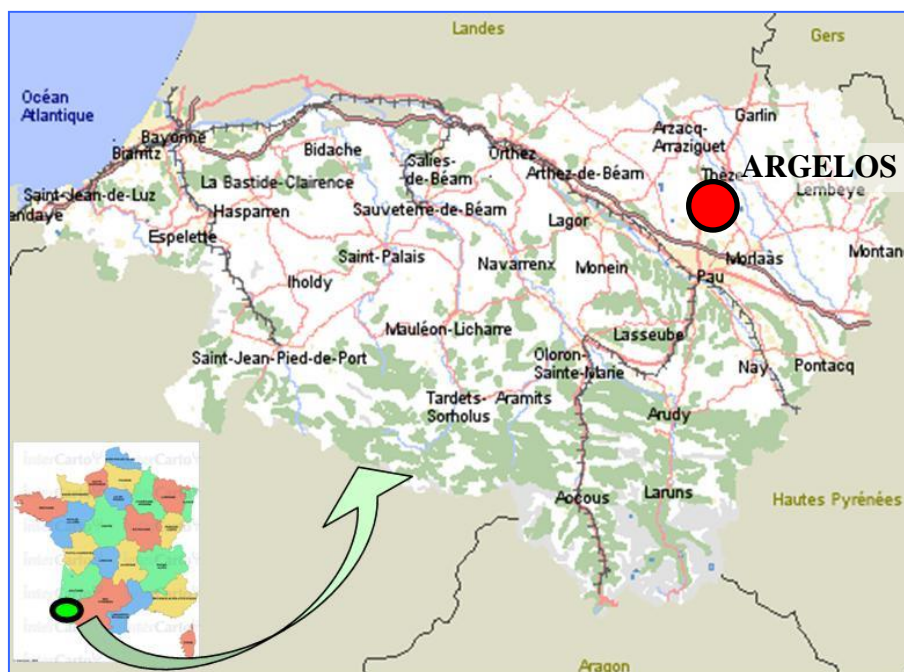 Landes
Gers
Océan
Atlantique
Garlin
Bayonne
Arzacq-
Arraziguet
Biarritz
Bidache
Salies-
de-Béarn
Orthez
Arthez-de-Béarn
Thèze
ARGELOS
La Bastide-Clairence
Lembeye
Saint-Jean-de-Luz
Hasparren
Sauveterre-de-Béarn
endaye
Lagor
Espelette
Saint-Palais
Navarrenx
Monein
Morlaàs
Montane
Iholdy
Pau
Mauléon-Licharre
Lasseube
Saint-Jean-Pied-de-Port
Oloron-
Sainte-Marie
Nay
Pontacq
Tardets-
Sorholus
Aramits
Arudy
Accous
Laruns
Hautes Pyrénées
Aragon